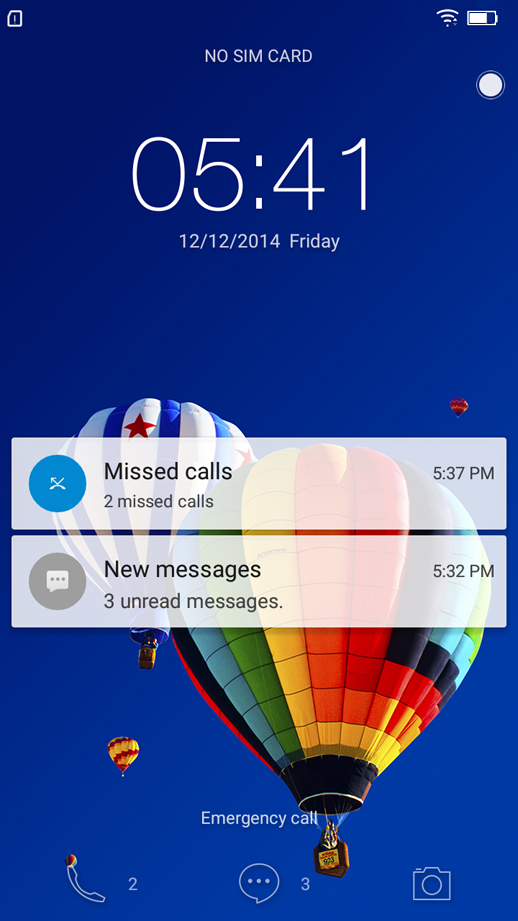 NO SIM CARD
05:41
12/12/2014 Friday
Missed calls 5:37 PM
2 missed calls
New messages 5:32 PM
3 unread messages.
Emergency call
2 3